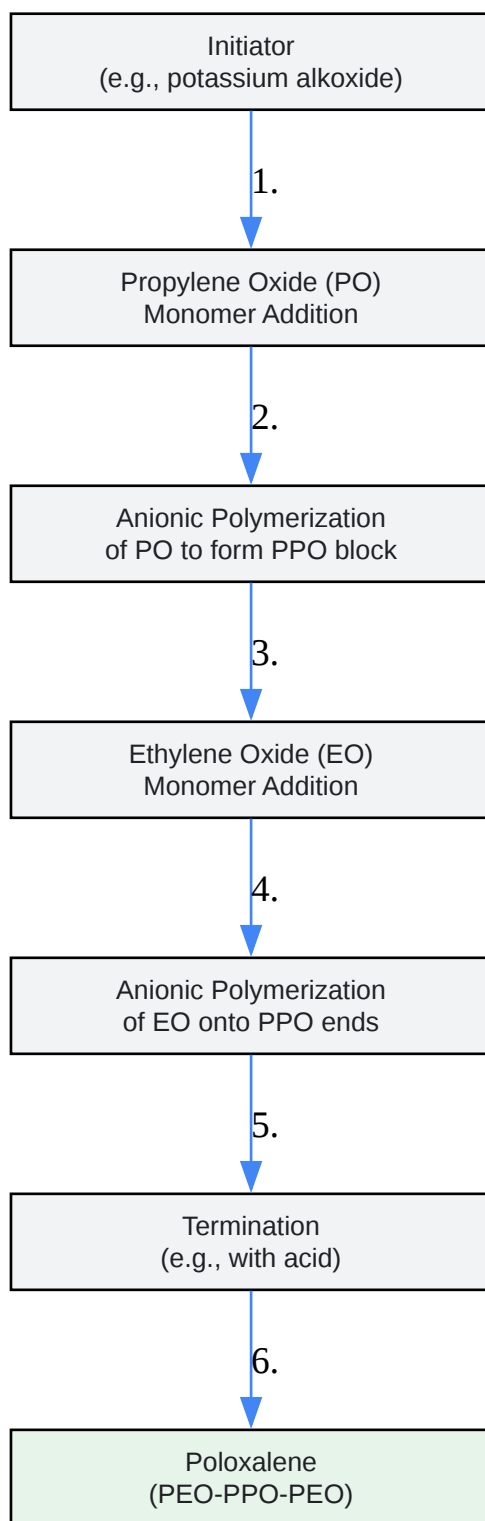 Initiator
(e.g., potassium alkoxide)
1.
Propylene Oxide (PO)
Monomer Addition
2.
Anionic Polymerization
of PO to form PPO block
3.
Ethylene Oxide (EO)
Monomer Addition
4.
Anionic Polymerization
of EO onto PPO ends
5.
Termination
(e.g., with acid)
6.
Poloxalene
(PEO-PPO-PEO)